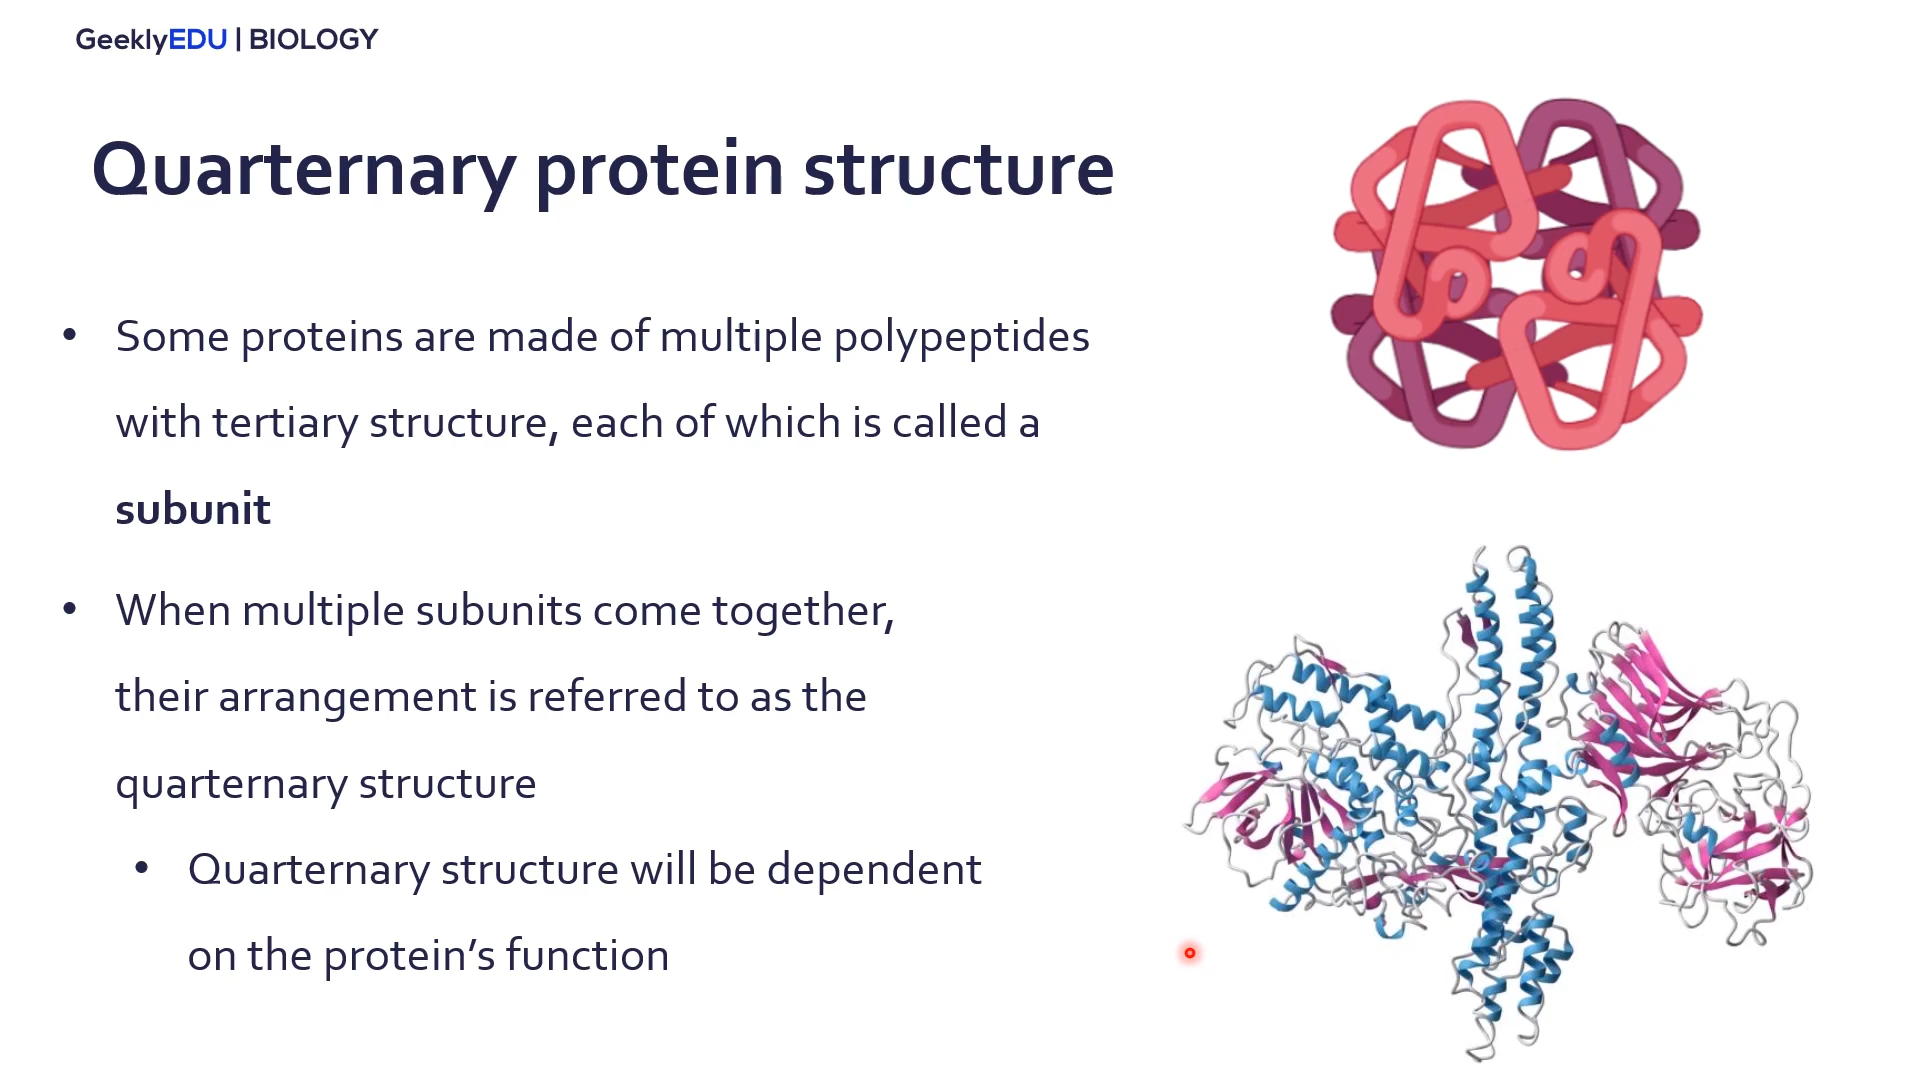 GeeklyEDU | BIOLOGY
Quarternary protein structure
• Some proteins are made of multiple polypeptides
with tertiary structure, each of which is called a
subunit
• When multiple subunits come together,
their arrangement is referred to as the
quarternary structure
• Quarternary structure will be dependent
on the protein’s function